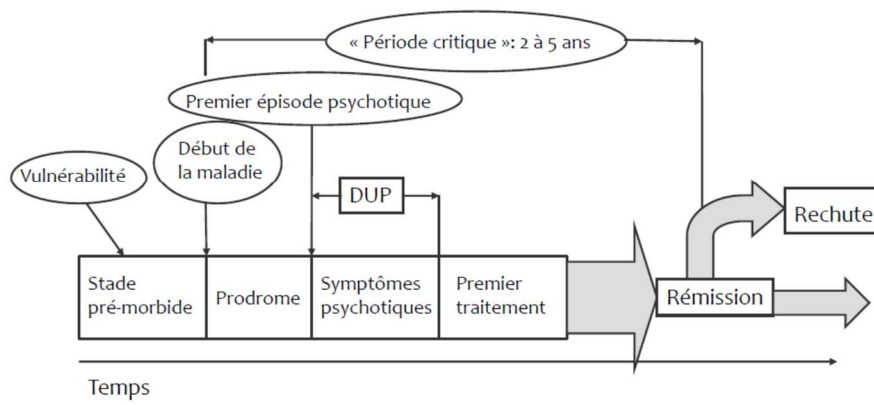 « Période critique »: 2 à 5 ans
Premier épisode psychotique
Début de
la maladie
Vulnérabilité
DUP
Rechute
Stade
pré-morbide
Prodrome
Symptômes
psychotiques
Premier
traitement
Rémission
Temps